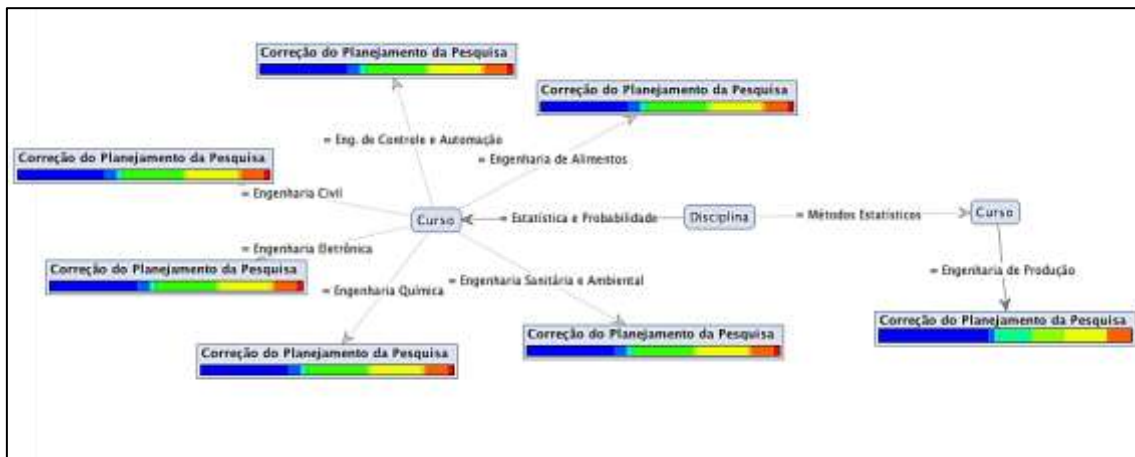 Correção do Planejamento da Pesquisa
Correção do Planejamento da Pesquisa
= Eng. de Controle e Automação
Correção do Planejamento da Pesquisa
= Engenharia de Alimentos
= Engenharia Civil
Curso
= Estatística e Probabilidade
Disciplina
= Métodos Estatísticos
Curso
= Engenharia Eletrônica
Correção do Planejamento da Pesquisa
= Engenharia Química
= Engenharia Sanitária e Ambiental
= Engenharia de Produção
Correção do Planejamento da Pesquisa
Correção do Planejamento da Pesquisa
Correção do Planejamento da Pesquisa